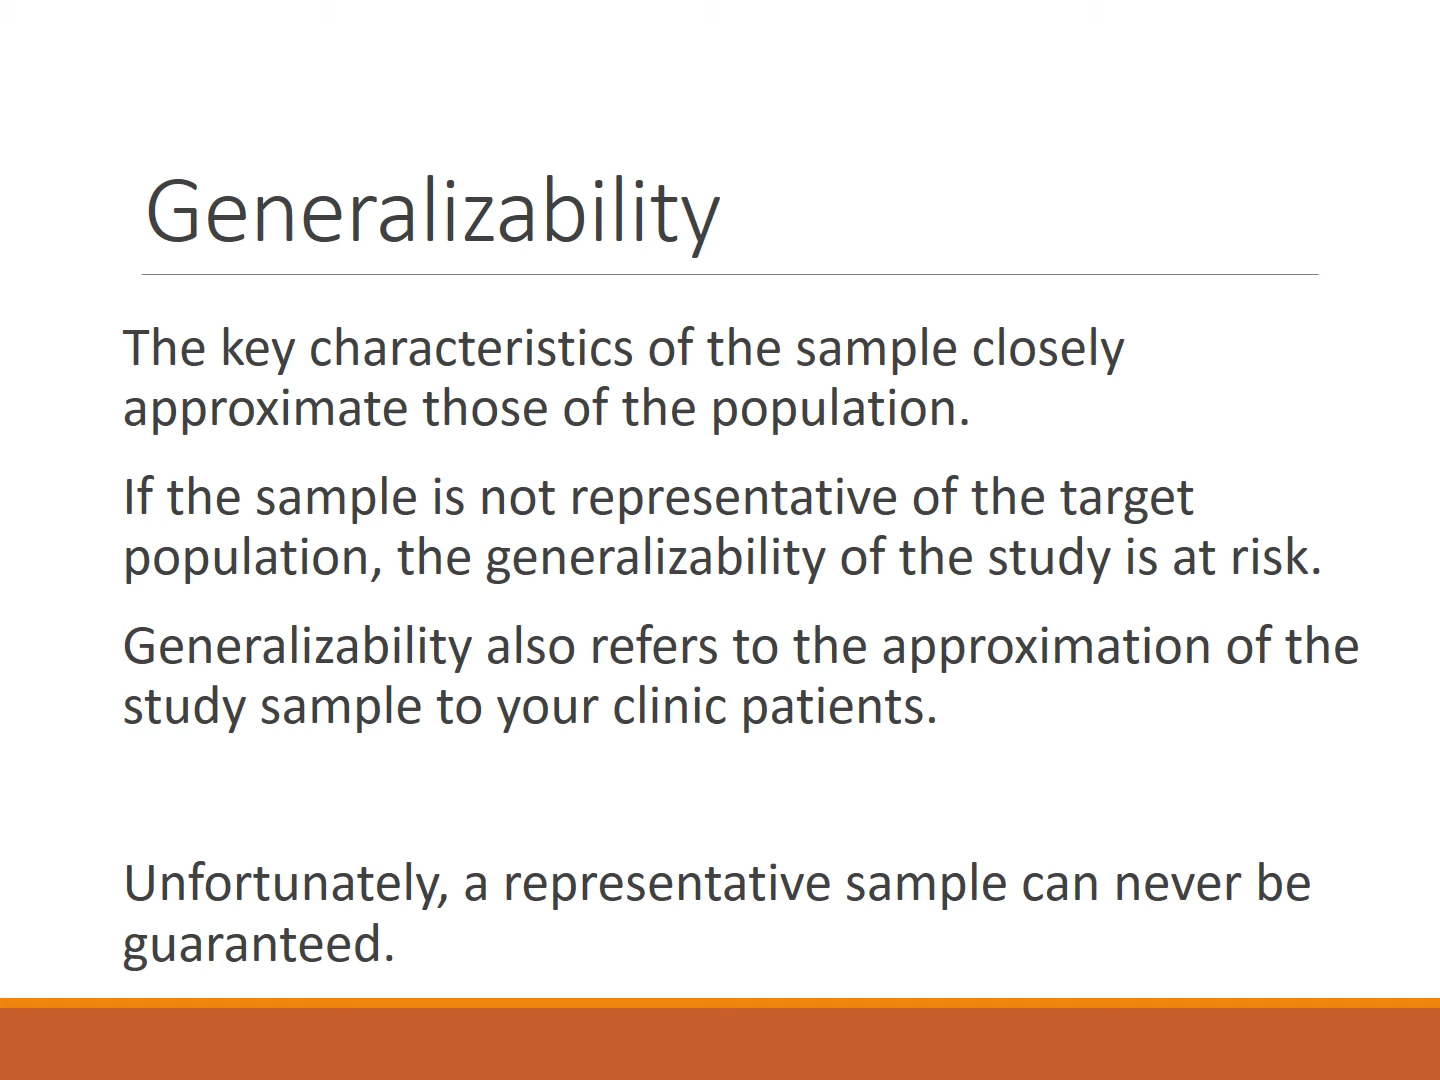 Generalizability
The key characteristics of the sample closely
approximate those of the population.
If the sample is not representative of the target
population, the generalizability of the study is at risk.
Generalizability also refers to the approximation of the
study sample to your clinic patients.
Unfortunately, a representative sample can never be
guaranteed.